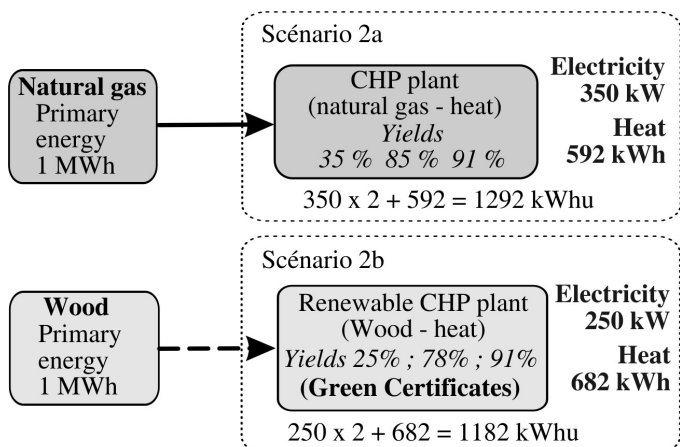 Scénario 2a
Natural gas
Primary
energy
1 MWh
CHP plant
(natural gas - heat)
Yields
35 % 85 % 91 %
Electricity
350 kW
Heat
592 kWh
350 x 2 + 592 = 1292 kWhu
Scénario 2b
Wood
Primary
energy
1 MWh
Renewable CHP plant
(Wood - heat)
Yields 25% ; 78% ; 91%
(Green Certificates)
Electricity
250 kW
Heat
682 kWh
250 x 2 + 682 = 1182 kWhu